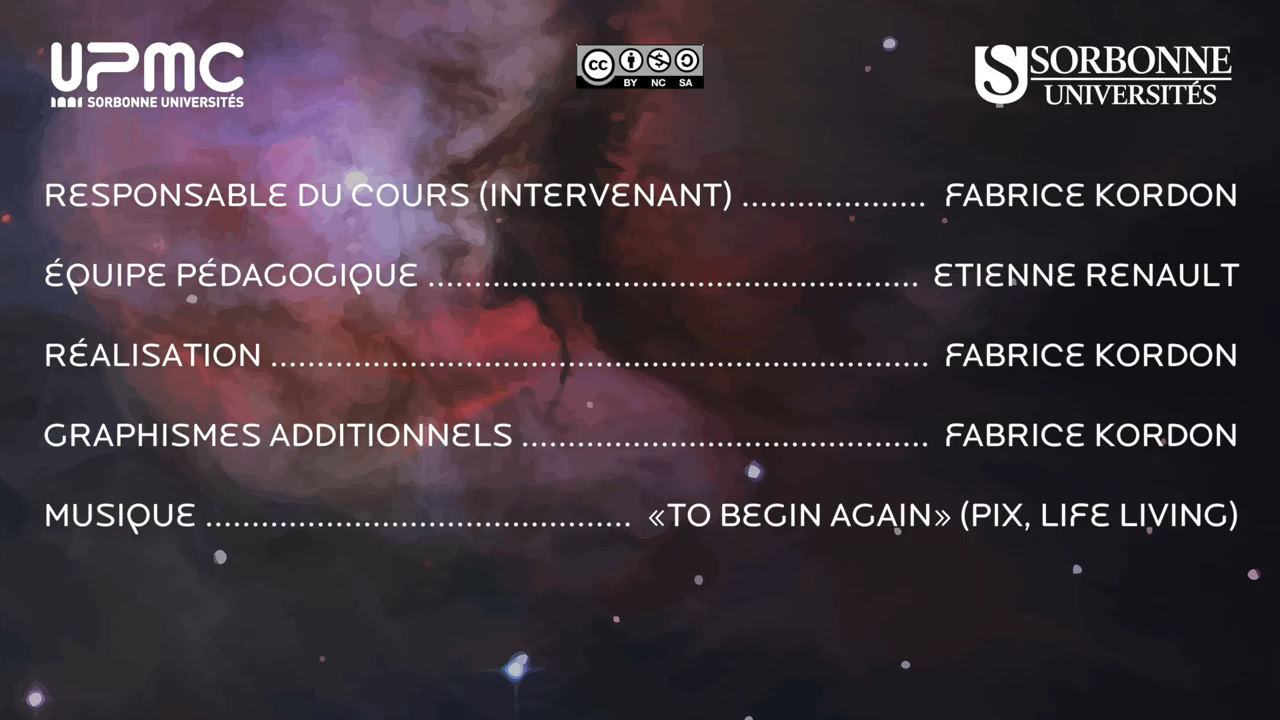 UPMC
SORBONNE UNIVERSITÉS
CC BY NC SA
SORBONNE
UNIVERSITÉS
RESPONSABLE DU COURS (INTERVENANT) ................... FABRICE KORDON
ÉQUIPE PÉDAGOGIQUE .................................................. ETIENNE RENAULT
RÉALISATION ................................................................... FABRICE KORDON
GRAPHISMES ADDITIONNELS ......................................... FABRICE KORDON
MUSIQUE ........................................... «TO BEGIN AGAIN» (PIX, LIFE LIVING)